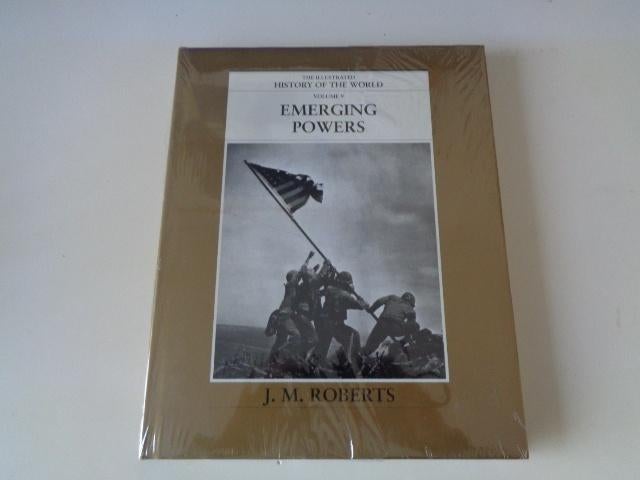 THE ILLUSTRATED
HISTORY OF THE WORLD
VOLUME 9
EMERGING
POWERS
J. M. ROBERTS